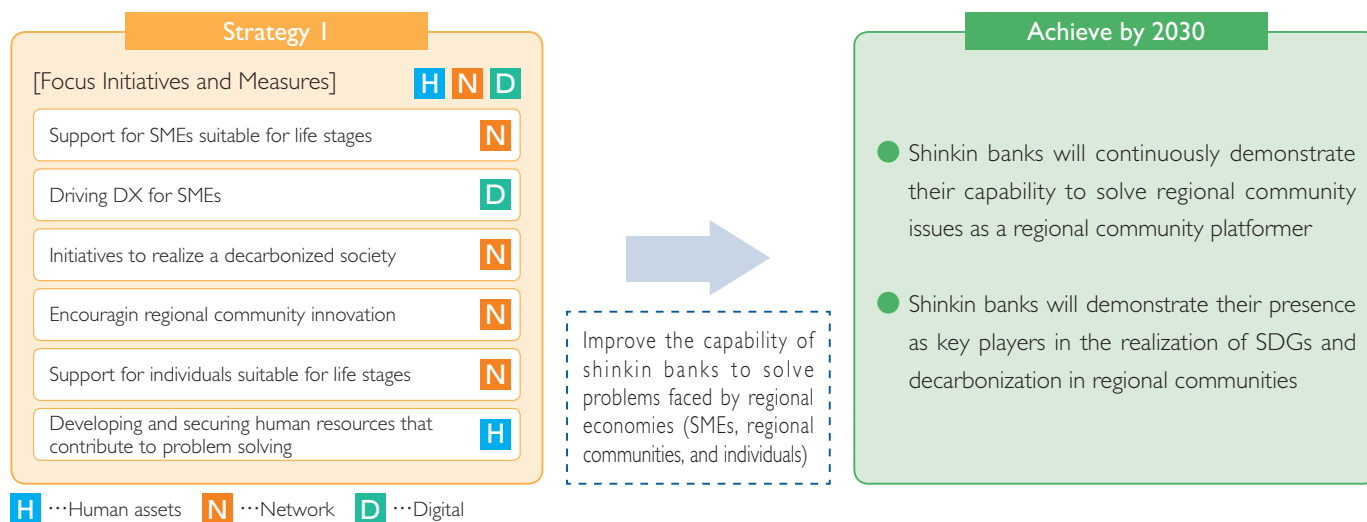 Strategy 1
[Focus Initiatives and Measures] H N D
Support for SMEs suitable for life stages N
Driving DX for SMEs D
Initiatives to realize a decarbonized society N
Encouragin regional community innovation N
Support for individuals suitable for life stages N
Developing and securing human resources that
contribute to problem solving H
H …Human assets N …Network D …Digital
Improve the capability of
shinkin banks to solve
problems faced by regional
economies (SMEs, regional
communities, and individuals)
Achieve by 2030
● Shinkin banks will continuously demonstrate
their capability to solve regional community
issues as a regional community platformer
● Shinkin banks will demonstrate their presence
as key players in the realization of SDGs and
decarbonization in regional communities